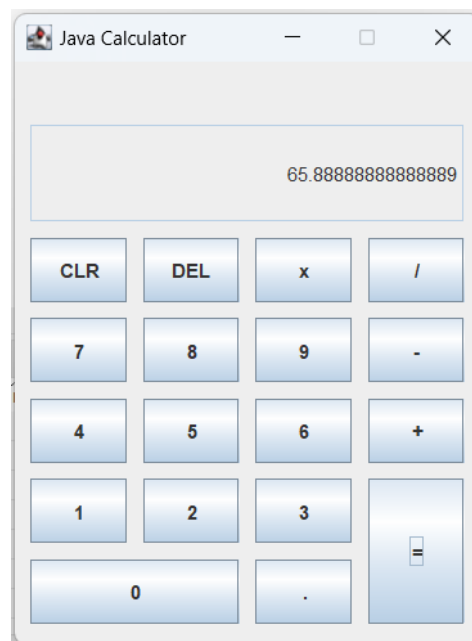 Java Calculator
65.88888888888889
CLR DEL x /
7 8 9 -
4 5 6 +
1 2 3
=
0 .